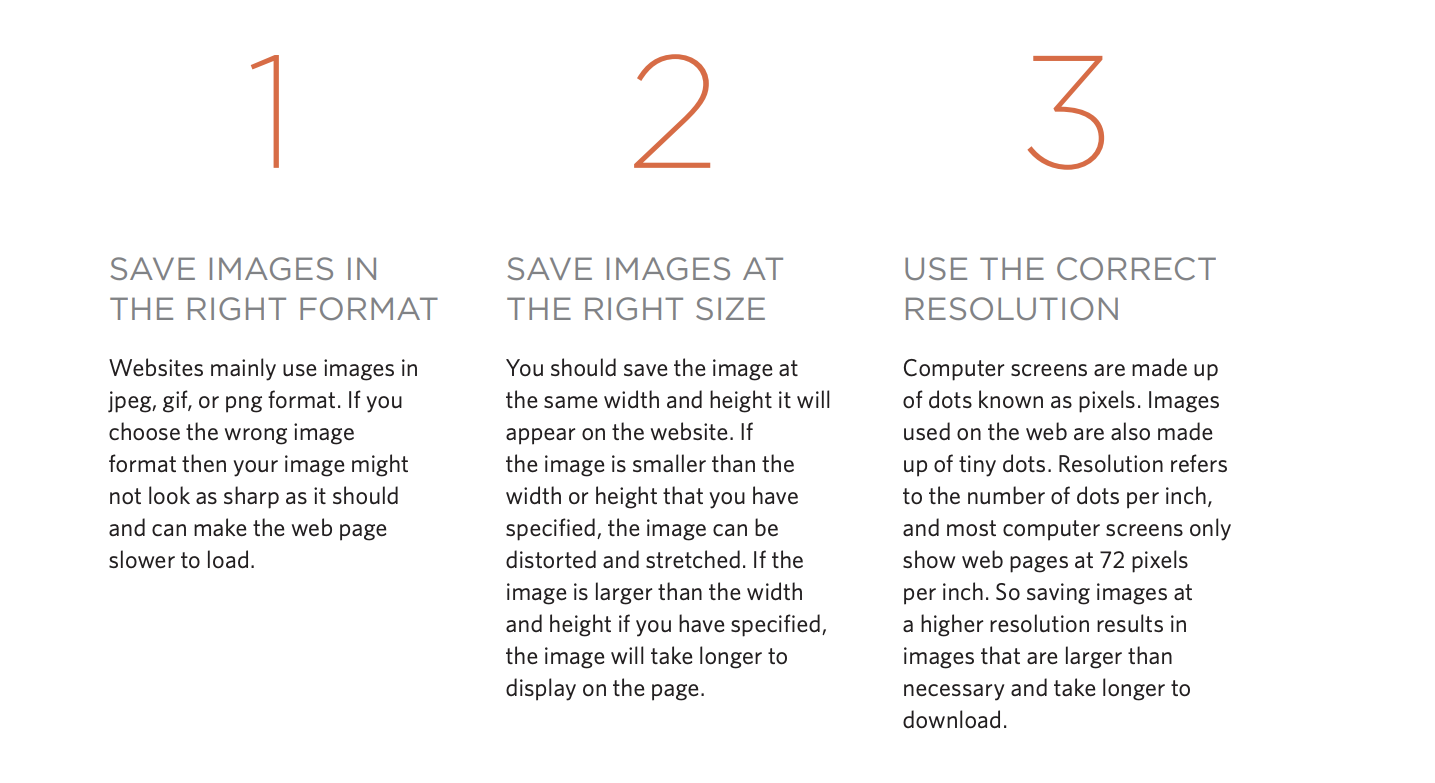 1
SAVE IMAGES IN
THE RIGHT FORMAT
Websites mainly use images in
jpeg, gif, or png format. If you
choose the wrong image
format then your image might
not look as sharp as it should
and can make the web page
slower to load.
2
SAVE IMAGES AT
THE RIGHT SIZE
You should save the image at
the same width and height it will
appear on the website. If
the image is smaller than the
width or height that you have
specified, the image can be
distorted and stretched. If the
image is larger than the width
and height if you have specified,
the image will take longer to
display on the page.
3
USE THE CORRECT
RESOLUTION
Computer screens are made up
of dots known as pixels. Images
used on the web are also made
up of tiny dots. Resolution refers
to the number of dots per inch,
and most computer screens only
show web pages at 72 pixels
per inch. So saving images at
a higher resolution results in
images that are larger than
necessary and take longer to
download.